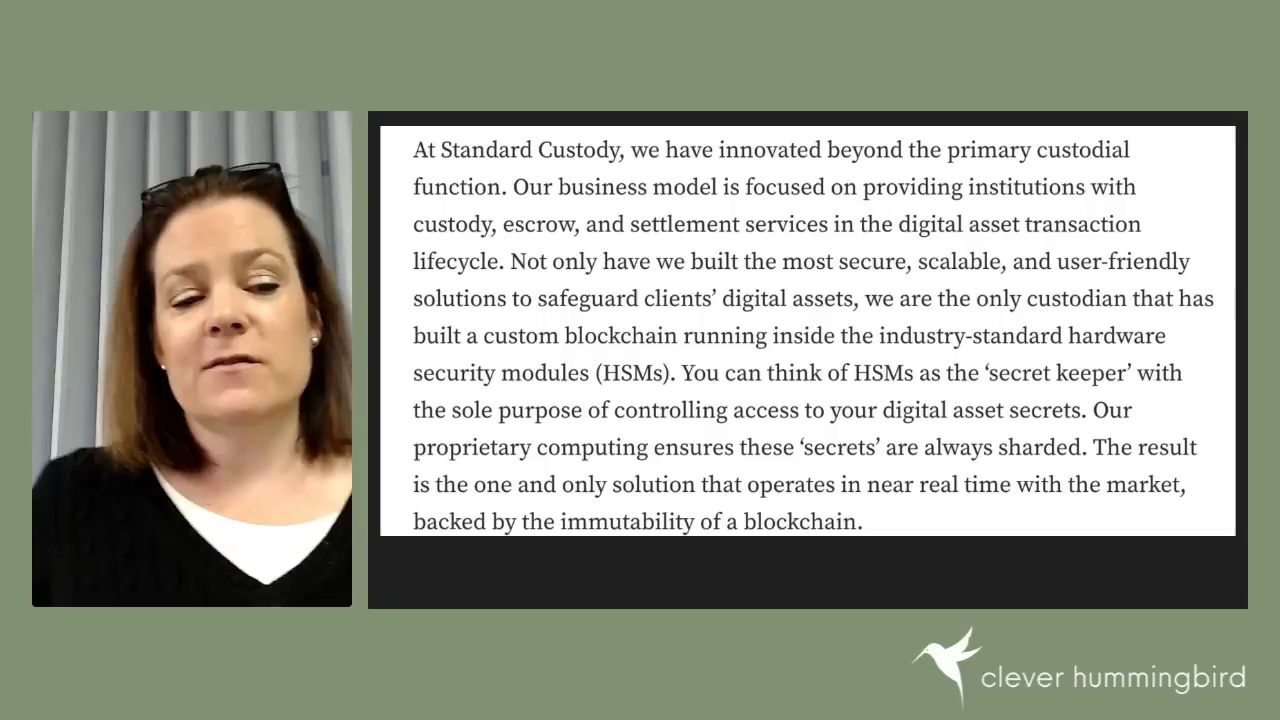 At Standard Custody, we have innovated beyond the primary custodial
function. Our business model is focused on providing institutions with
custody, escrow, and settlement services in the digital asset transaction
lifecycle. Not only have we built the most secure, scalable, and user-friendly
solutions to safeguard clients’ digital assets, we are the only custodian that has
built a custom blockchain running inside the industry-standard hardware
security modules (HSMs). You can think of HSMs as the ‘secret keeper’ with
the sole purpose of controlling access to your digital asset secrets. Our
proprietary computing ensures these ‘secrets’ are always sharded. The result
is the one and only solution that operates in near real time with the market,
backed by the immutability of a blockchain.
clever hummingbird